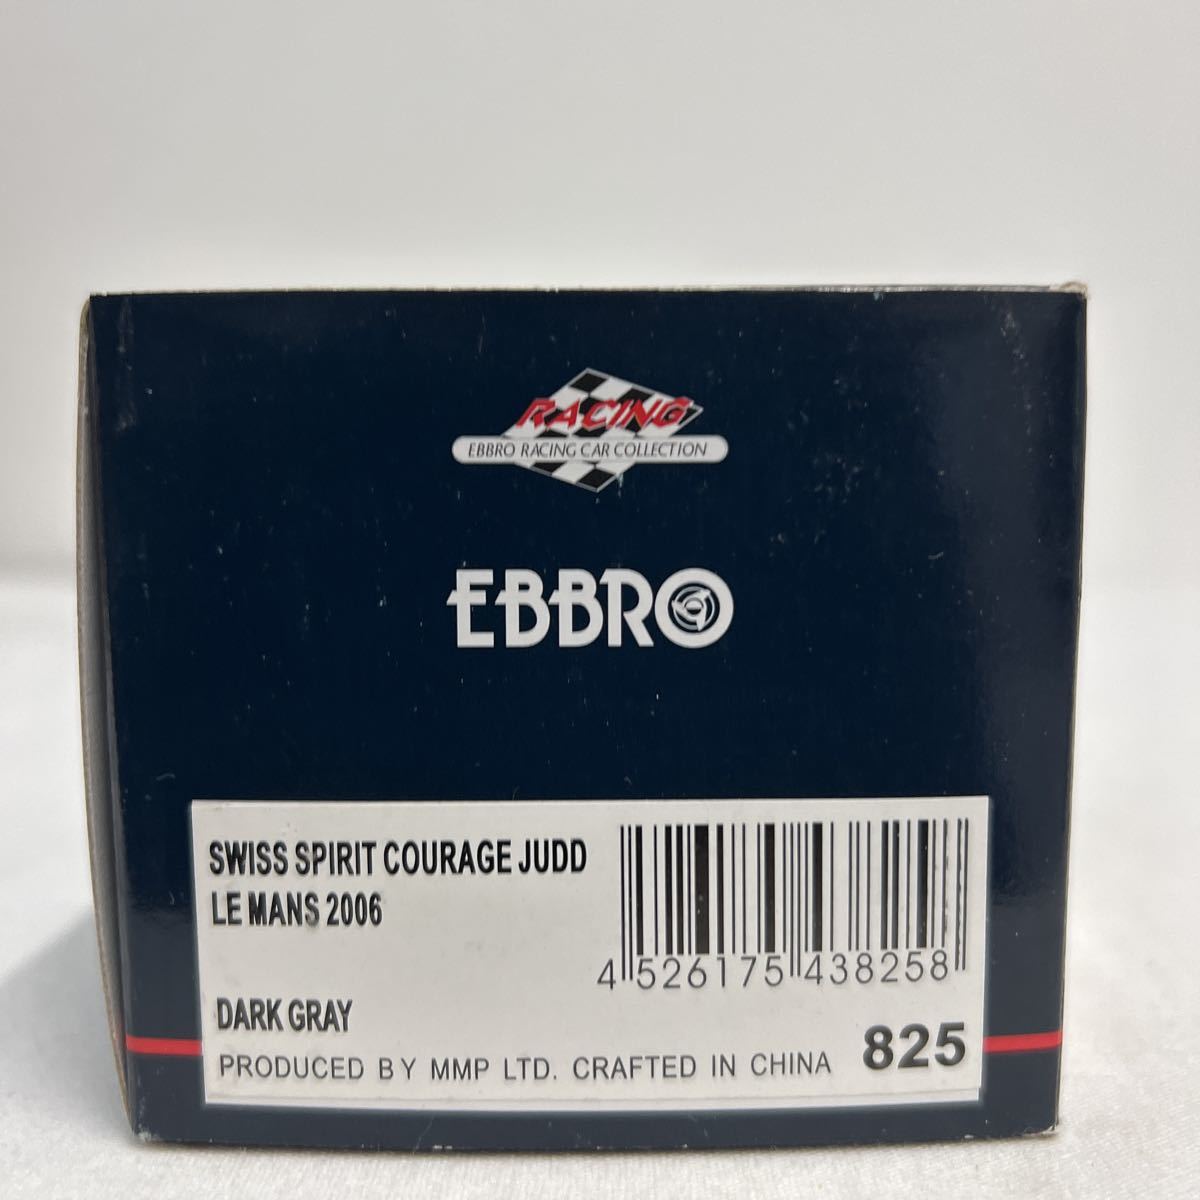 RACING
EBBRO RACING CAR COLLECTION
EBBRO
SWISS SPIRIT COURAGE JUDD
LE MANS 2006
4 526175 438258
DARK GRAY
825
PRODUCED BY MMP LTD. CRAFTED IN CHINA